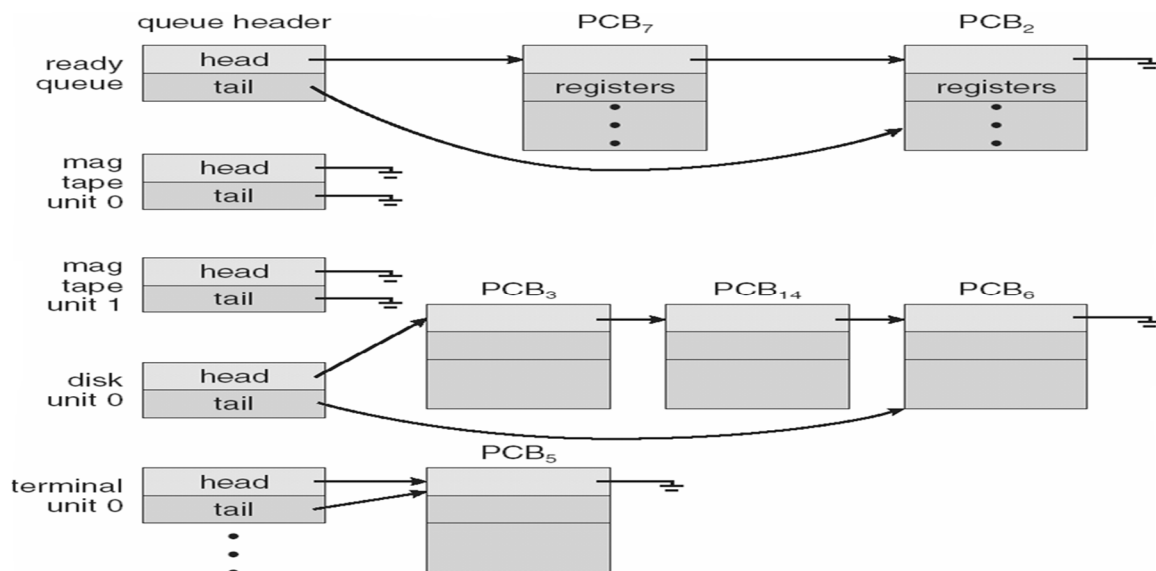 queue header
PCB₇
PCB₂
ready
queue
head
tail
registers
registers
mag
tape
unit 0
head
tail
mag
tape
unit 1
head
tail
PCB₃
PCB₁₄
PCB₆
disk
unit 0
head
tail
PCB₅
terminal
unit 0
head
tail